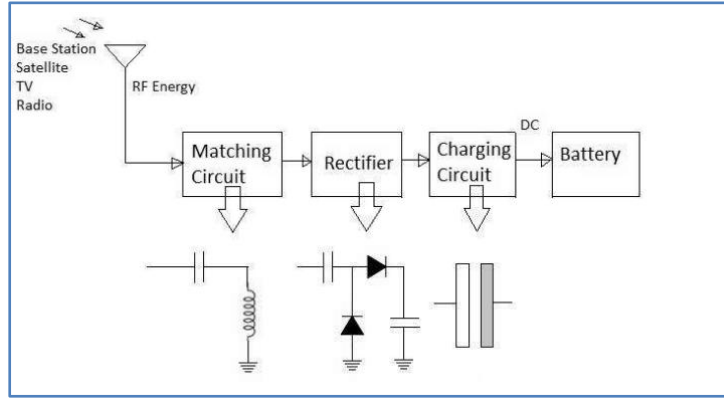 Base Station
Satellite
TV
Radio
RF Energy
Matching
Circuit
Rectifier
Charging
Circuit
DC
Battery